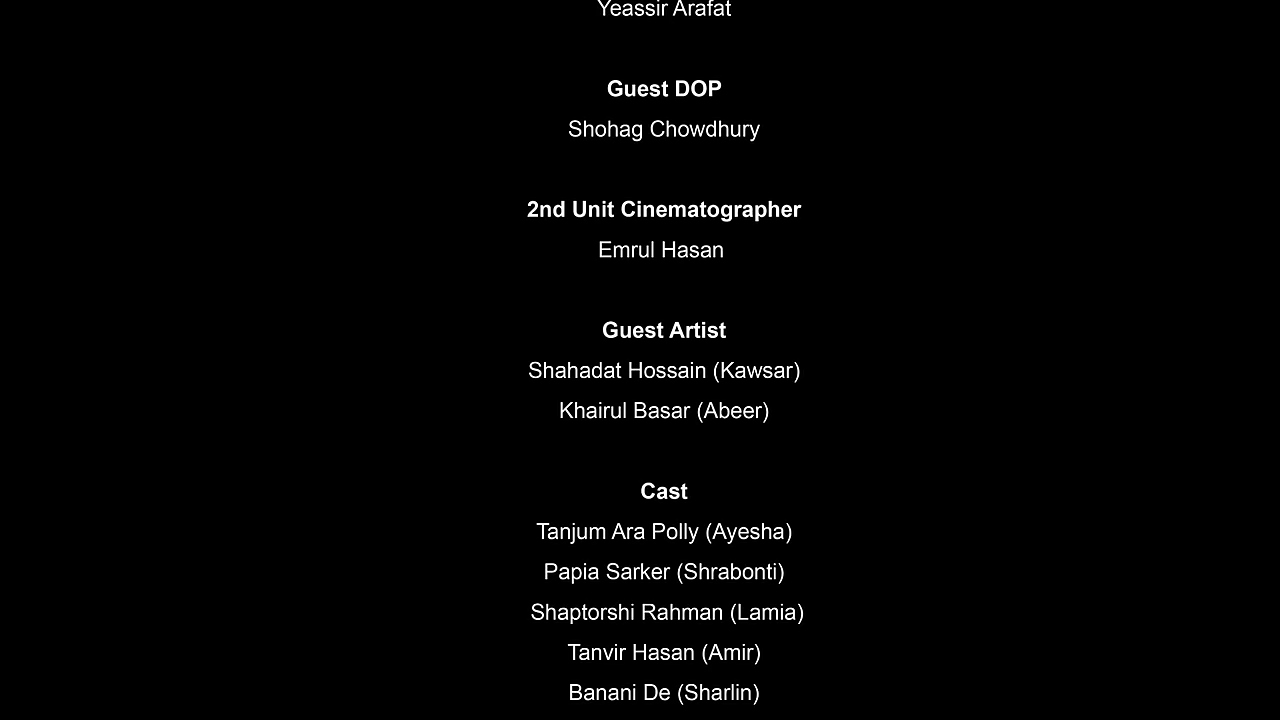 Yeassir Arafat
Guest DOP
Shohag Chowdhury
2nd Unit Cinematographer
Emrul Hasan
Guest Artist
Shahadat Hossain (Kawsar)
Khairul Basar (Abeer)
Cast
Tanjum Ara Polly (Ayesha)
Papia Sarker (Shrabonti)
Shaptorshi Rahman (Lamia)
Tanvir Hasan (Amir)
Banani De (Sharlin)